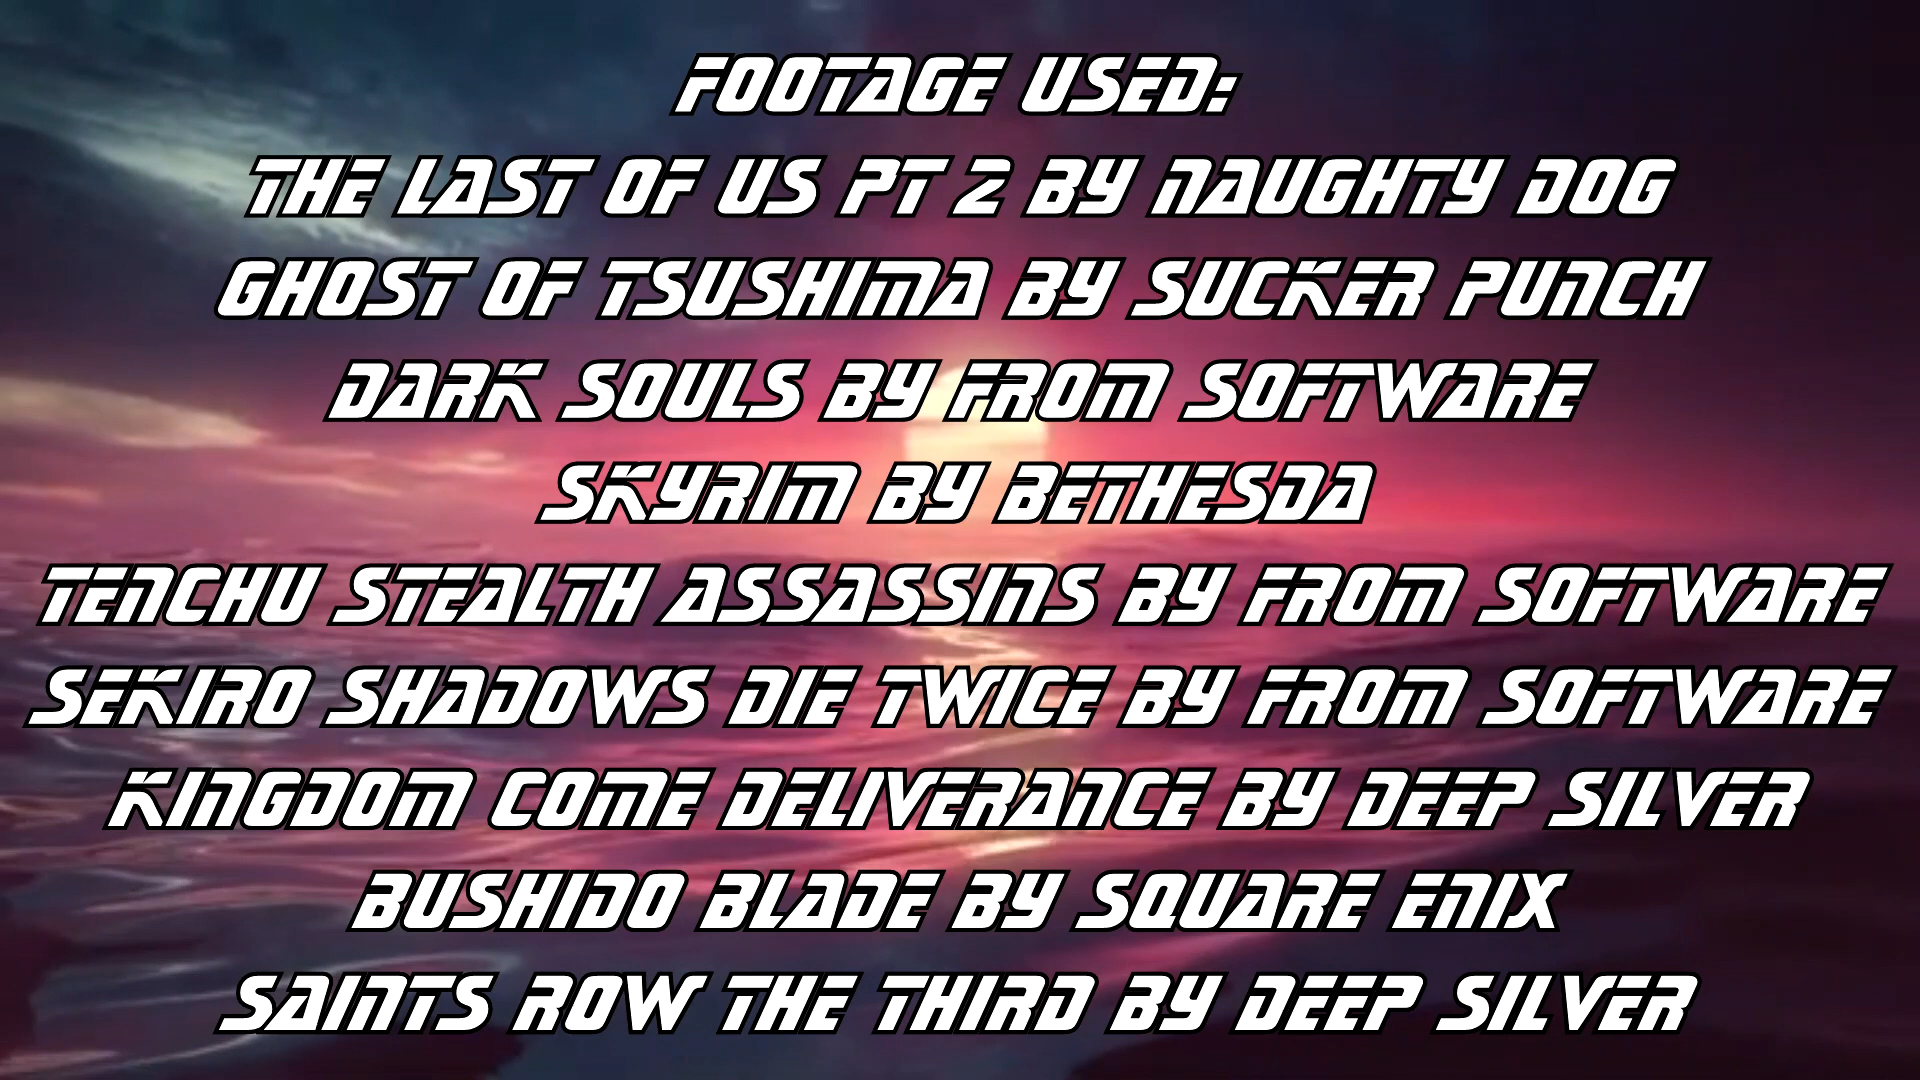 FOOTAGE USED:
THE LAST OF US PT 2 BY NAUGHTY DOG
GHOST OF TSUSHIMA BY SUCKER PUNCH
DARK SOULS BY FROM SOFTWARE
SKYRIM BY BETHESDA
TENCHU STEALTH ASSASSINS BY FROM SOFTWARE
SEKIRO SHADOWS DIE TWICE BY FROM SOFTWARE
KINGDOM COME DELIVERANCE BY DEEP SILVER
BUSHIDO BLADE BY SQUARE ENIX
SAINTS ROW THE THIRD BY DEEP SILVER